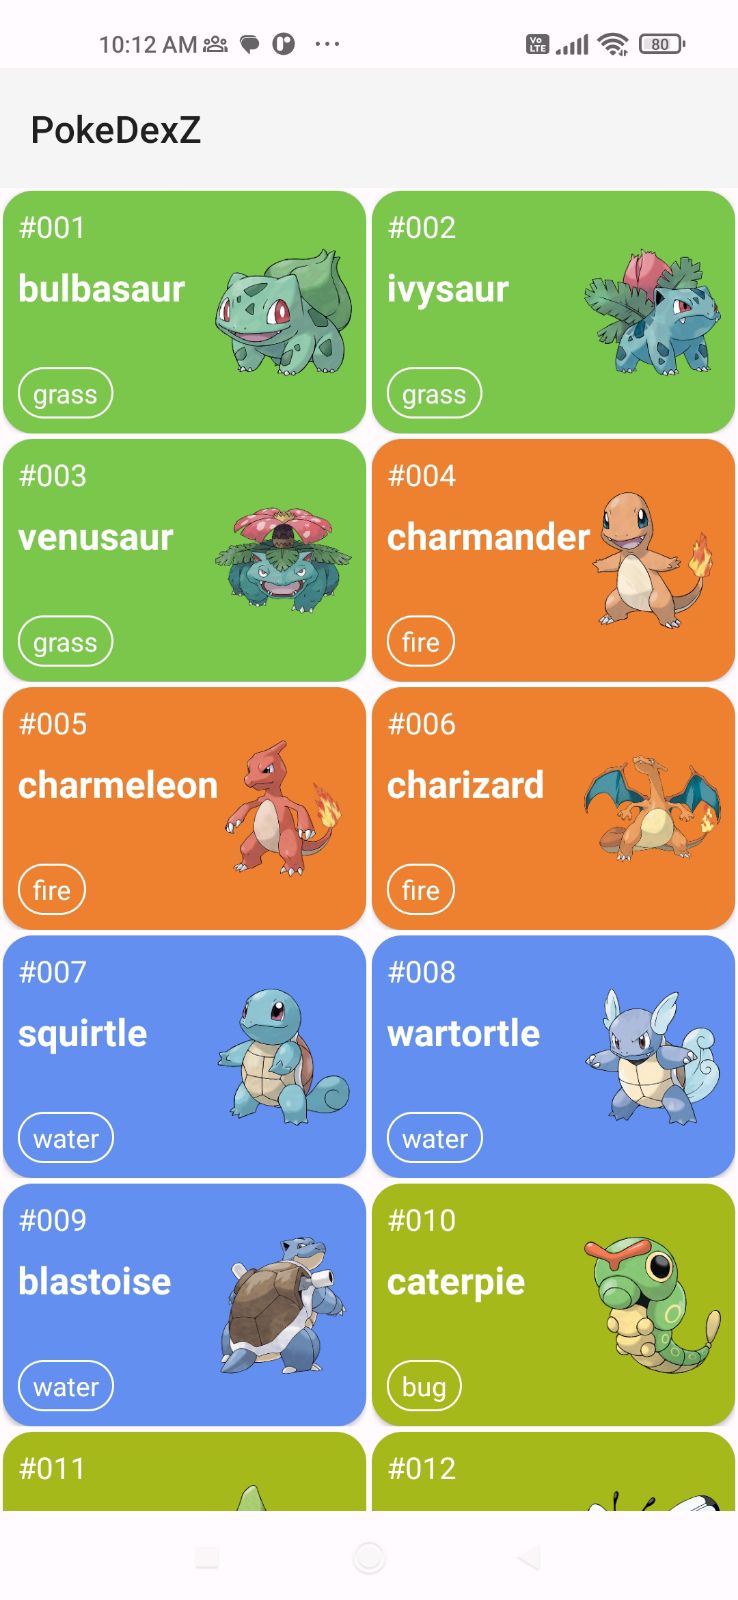 10:12 AM
Vo
LTE
80
PokeDexZ
#001
bulbasaur
grass
#002
ivysaur
grass
#003
venusaur
grass
#004
charmander
fire
#005
charmeleon
fire
#006
charizard
fire
#007
squirtle
water
#008
wartortle
water
#009
blastoise
water
#010
caterpie
bug
#011
#012